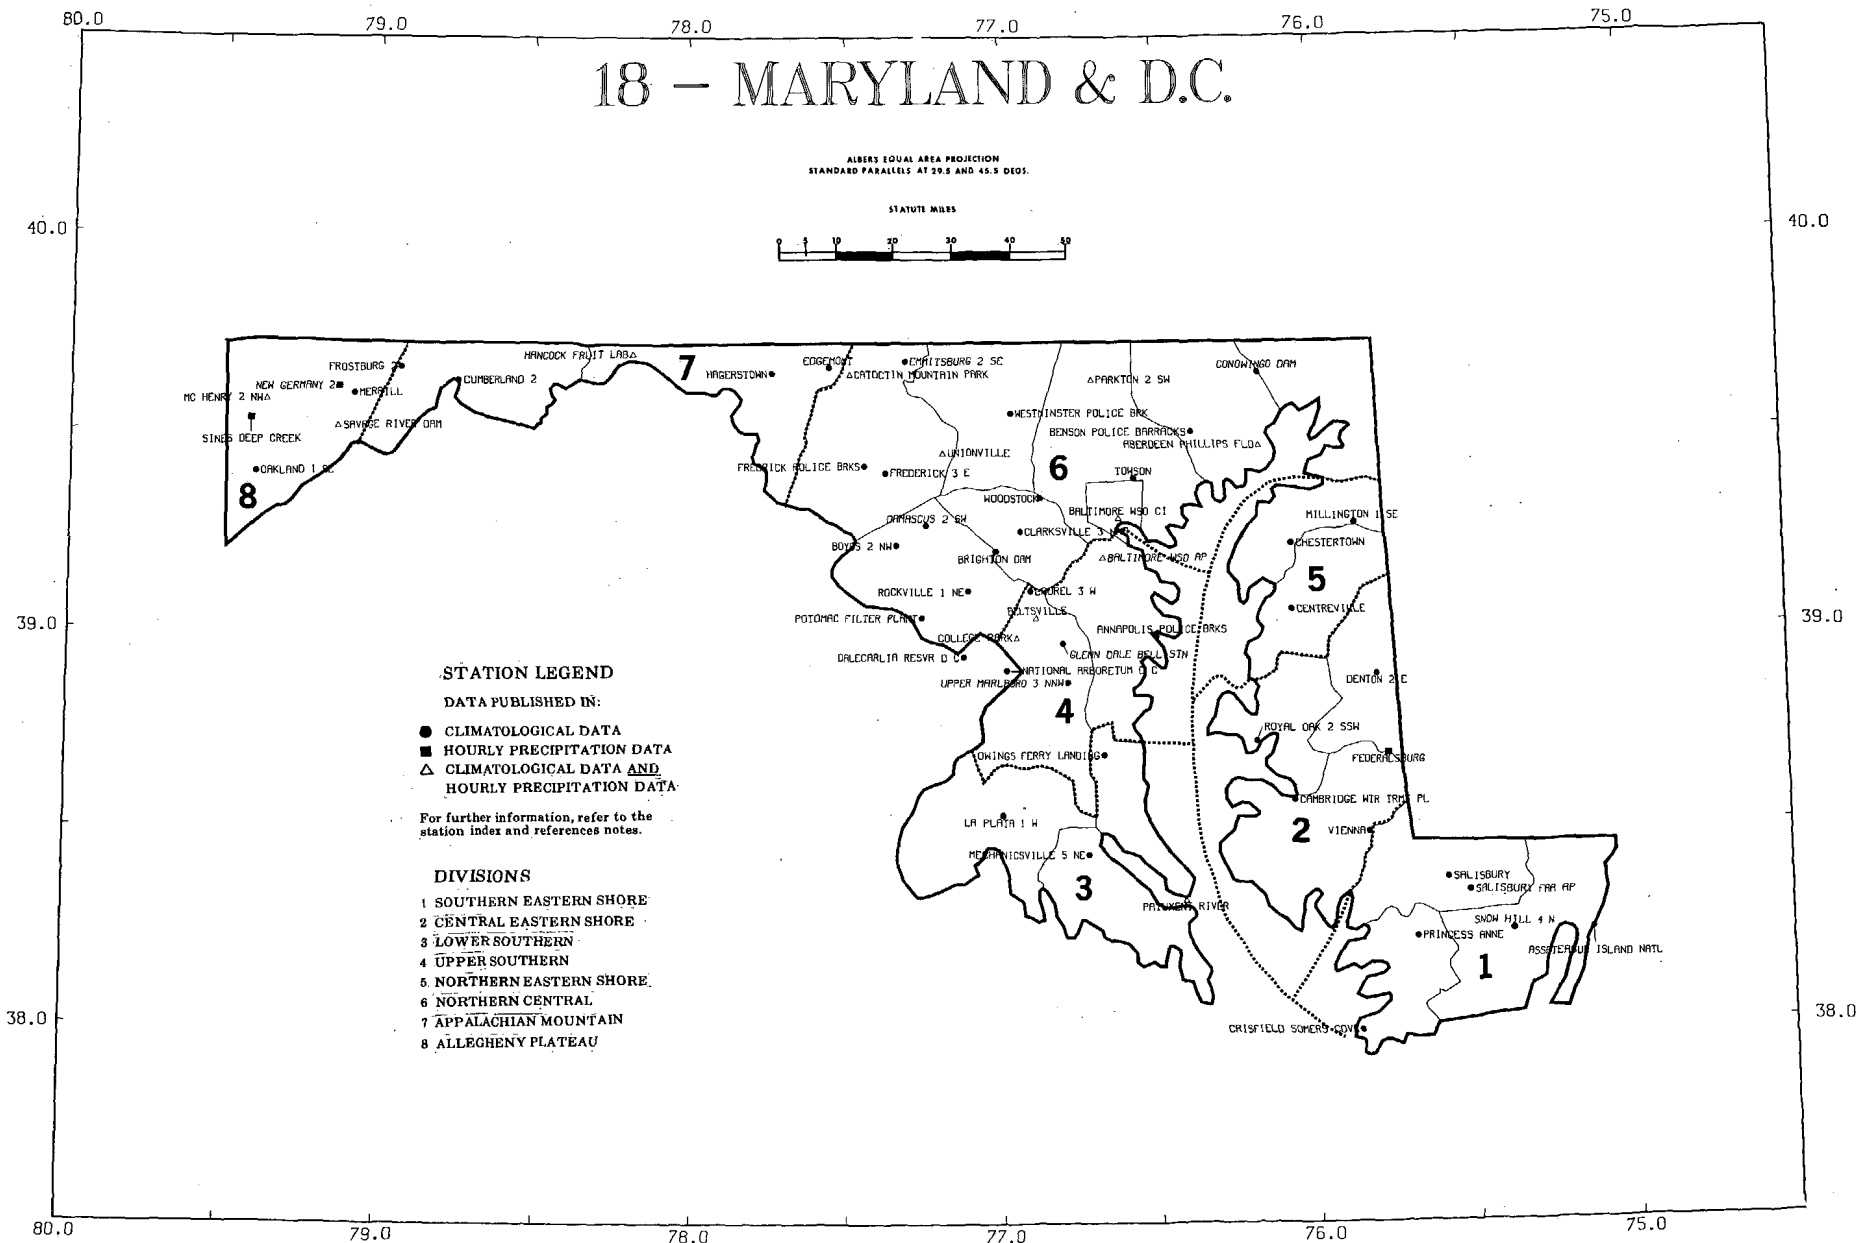 80.0 79.0 78.0 77.0 76.0 75.0
18 — MARYLAND & D.C.
ALBERS EQUAL AREA PROJECTION
STANDARD PARALLELS AT 29.5 AND 45.5 DEGS.
STATUTE MILES
0 5 10 20 30 40 50
40.0 40.0
HANCOCK FRUIT LAB
7
FROSTBURG 2
EDGEMONT
EMMITSBURG 2 SE
CONOWINGO DAM
HAGERSTOWN
CATOCTIN MOUNTAIN PARK
CUMBERLAND 2
PARKTON 2 SW
NEW GERMANY 2
MERRILL
MC HENRY 2 NW
WESTMINSTER POLICE BRK
SAVAGE RIVER DAM
BENSON POLICE BARRACKS
SINES DEEP CREEK
ABERDEEN PHILLIPS FLD
UNIONVILLE
OAKLAND 1 SE
FREDRICK POLICE BRKS
FREDERICK 3 E
6
TOWSON
8
WOODSTOCK
DAMASCUS 2 SW
BALTIMORE WSO CI
MILLINGTON 1 SE
CLARKSVILLE 3 NNE
BOYDS 2 NW
CHESTERTOWN
BRIGHTON DAM
BALTIMORE WSO AP
5
ROCKVILLE 1 NE
LAUREL 3 W
BELTSVILLE
CENTREVILLE
39.0 39.0
POTOMAC FILTER PLANT
ANNAPOLIS POLICE BRKS
COLLEGE PARK
GLENN DALE BELL STN
DALECARLIA RESVR D C
NATIONAL ARBORETUM D C
DENTON 2 E
UPPER MARLBORO 3 NNW
4
ROYAL OAK 2 SSW
OWINGS FERRY LANDING
FEDERALSBURG
CAMBRIDGE WTR TRMT PL
LA PLATA 1 W
2
VIENNA
MECHANICSVILLE 5 NE
3
SALISBURY
SALISBURY FAA AP
PATUXENT RIVER
SNOW HILL 4 N
PRINCESS ANNE
ASSATEAGUE ISLAND NATL
1
CRISFIELD SOMERS COVE
STATION LEGEND
DATA PUBLISHED IN:
CLIMATOLOGICAL DATA
HOURLY PRECIPITATION DATA
CLIMATOLOGICAL DATA AND
HOURLY PRECIPITATION DATA
For further information, refer to the
station index and references notes.
DIVISIONS
1 SOUTHERN EASTERN SHORE
2 CENTRAL EASTERN SHORE
3 LOWER SOUTHERN
4 UPPER SOUTHERN
5 NORTHERN EASTERN SHORE
6 NORTHERN CENTRAL
7 APPALACHIAN MOUNTAIN
8 ALLEGHENY PLATEAU
38.0 38.0
80.0 79.0 78.0 77.0 76.0 75.0